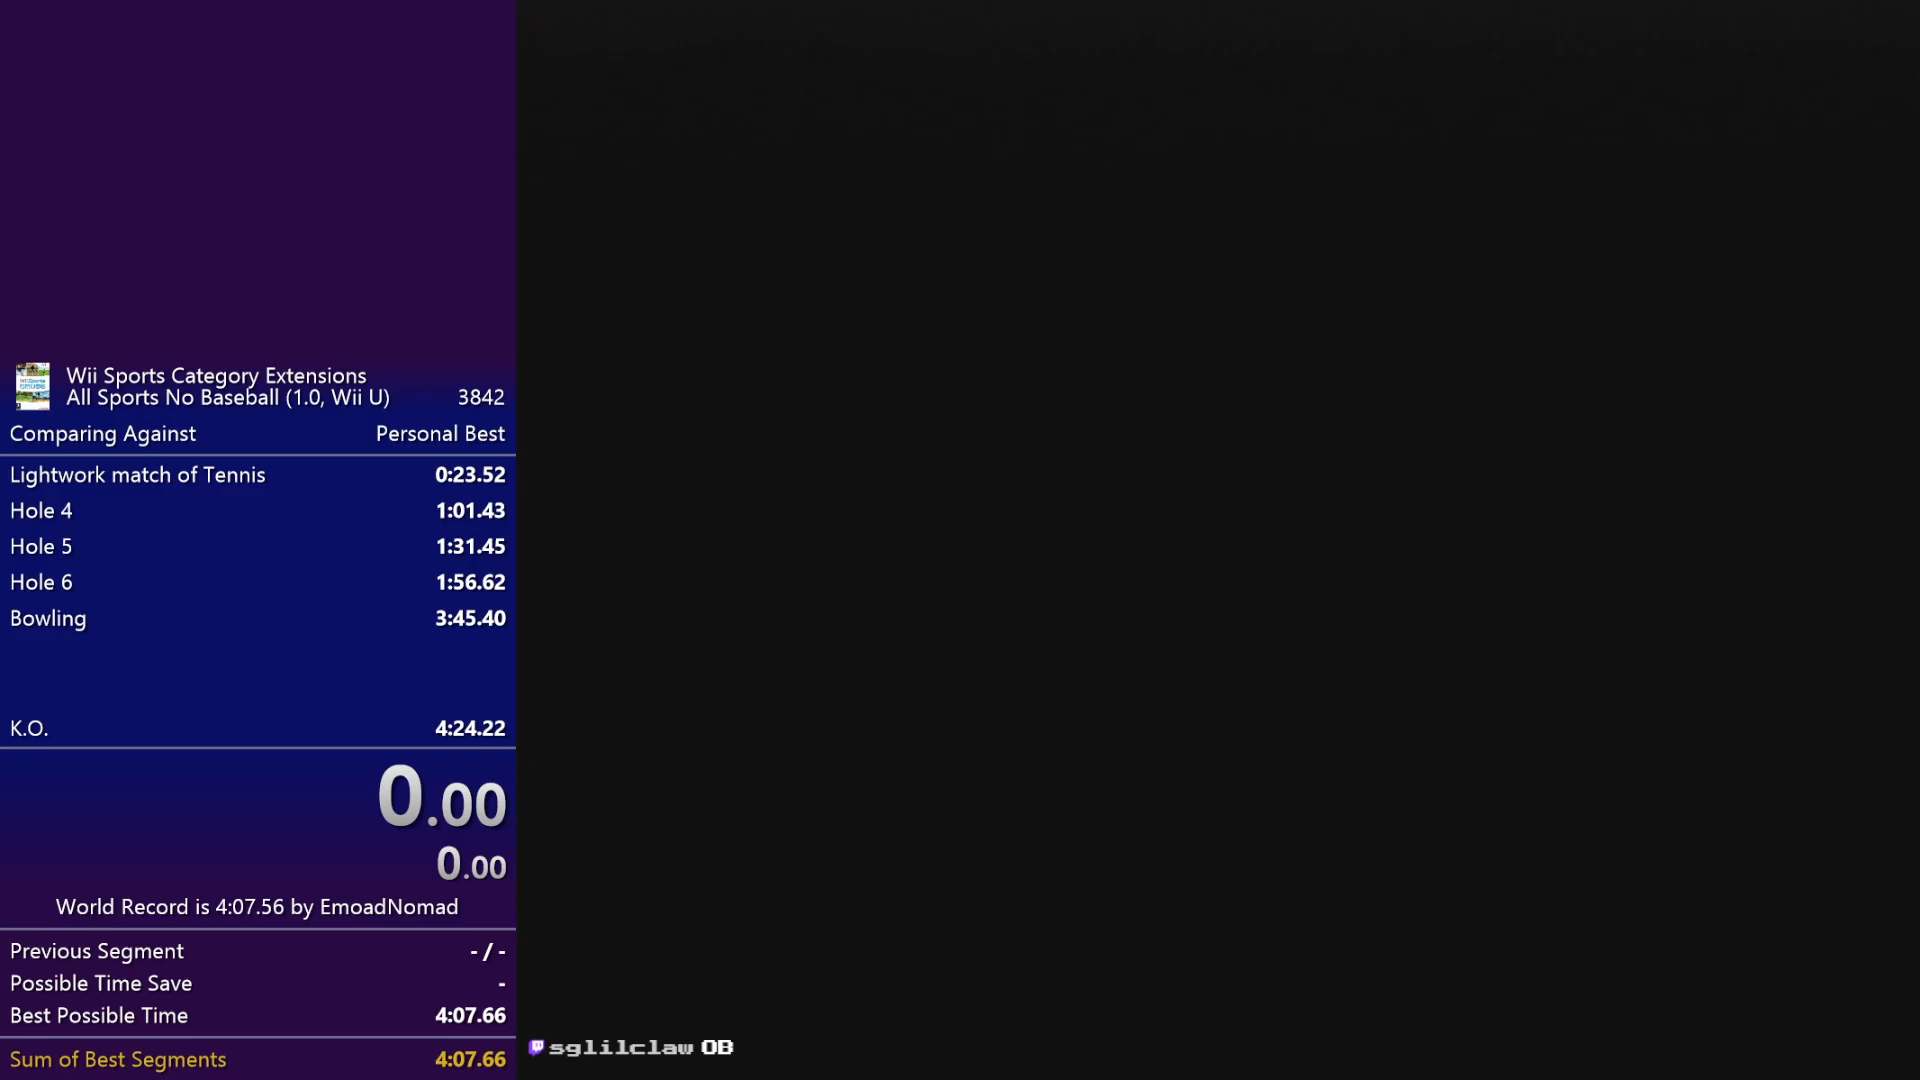 Wii Sports Category Extensions
All Sports No Baseball (1.0, Wii U) 3842
Comparing Against Personal Best
Lightwork match of Tennis 0:23.52
Hole 4 1:01.43
Hole 5 1:31.45
Hole 6 1:56.62
Bowling 3:45.40
K.O. 4:24.22
0.00
0.00
World Record is 4:07.56 by EmoadNomad
Previous Segment - / -
Possible Time Save -
Best Possible Time 4:07.66
Sum of Best Segments 4:07.66
sglilclaw OB